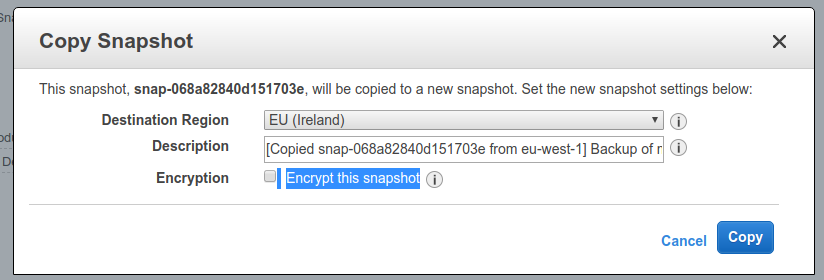 Copy Snapshot
This snapshot, snap-068a82840d151703e, will be copied to a new snapshot. Set the new snapshot settings below:
Destination Region EU (Ireland)
Description [Copied snap-068a82840d151703e from eu-west-1] Backup of
Encryption Encrypt this snapshot
Cancel Copy